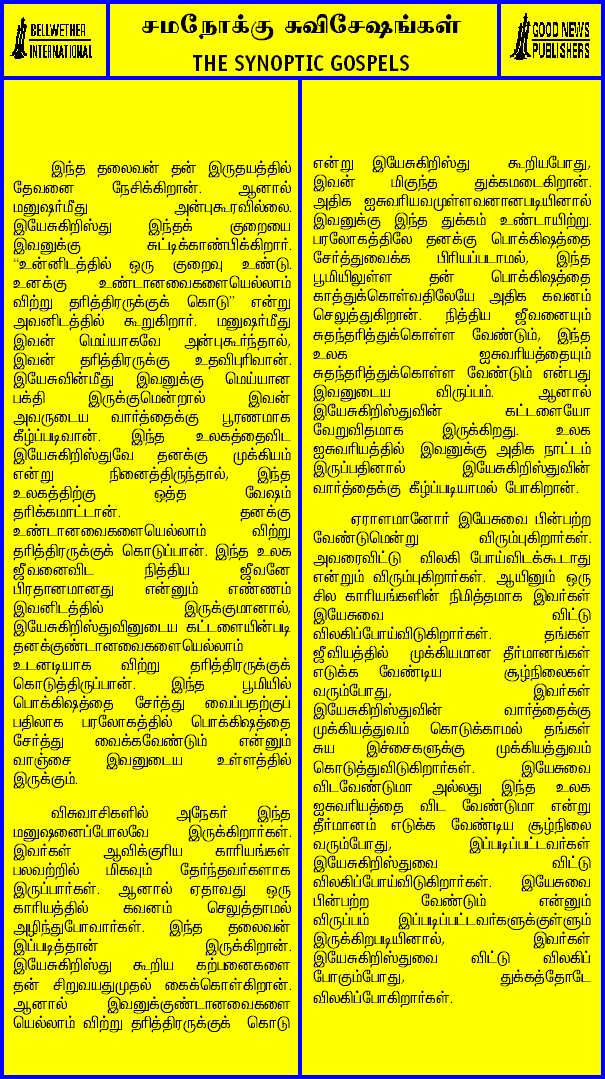 BELLWETHER
INTERNATIONAL
சமநோக்கு சுவிசேஷங்கள்
THE SYNOPTIC GOSPELS
GOOD NEWS
PUBLISHERS
இந்த தலைவன் தன் இருதயத்தில்
தேவனை நேசிக்கிறான். ஆனால்
மனுஷர்மீது அன்புகூரவில்லை.
இயேசுகிறிஸ்து இந்தக் குறையை
இவனுக்கு சுட்டிக்காண்பிக்கிறார்.
“உன்னிடத்தில் ஒரு குறைவு உண்டு.
உனக்கு உண்டானவைகளையெல்லாம்
விற்று தரித்திரருக்குக் கொடு” என்று
அவனிடத்தில் கூறுகிறார். மனுஷர்மீது
இவன் மெய்யாகவே அன்புகூர்ந்தால்,
இவன் தரித்திரருக்கு உதவிபுரிவான்.
இயேசுவின்மீது இவனுக்கு மெய்யான
பக்தி இருக்குமென்றால் இவன்
அவருடைய வார்த்தைக்கு பூரணமாக
கீழ்ப்படிவான். இந்த உலகத்தைவிட
இயேசுகிறிஸ்துவே தனக்கு முக்கியம்
என்று நினைத்திருந்தால், இந்த
உலகத்திற்கு ஒத்த வேஷம்
தரிக்கமாட்டான். தனக்கு
உண்டானவைகளையெல்லாம் விற்று
தரித்திரருக்குக் கொடுப்பான். இந்த உலக
ஜீவனைவிட நித்திய ஜீவனே
பிரதானமானது என்னும் எண்ணம்
இவனிடத்தில் இருக்குமானால்,
இயேசுகிறிஸ்துவினுடைய கட்டளையின்படி
தனக்குண்டானவைகளையெல்லாம்
உடனடியாக விற்று தரித்திரருக்குக்
கொடுத்திருப்பான். இந்த பூமியில்
பொக்கிஷத்தை சேர்த்து வைப்பதற்குப்
பதிலாக பரலோகத்தில் பொக்கிஷத்தை
சேர்த்து வைக்கவேண்டும் என்னும்
வாஞ்சை இவனுடைய உள்ளத்தில்
இருக்கும்.
விசுவாசிகளில் அநேகர் இந்த
மனுஷனைப்போலவே இருக்கிறார்கள்.
இவர்கள் ஆவிக்குரிய காரியங்கள்
பலவற்றில் மிகவும் தேர்ந்தவர்களாக
இருப்பார்கள். ஆனால் ஏதாவது ஒரு
காரியத்தில் கவனம் செலுத்தாமல்
அழிந்துபோவார்கள். இந்த தலைவன்
இப்படித்தான் இருக்கிறான்.
இயேசுகிறிஸ்து கூறிய கற்பனைகளை
தன் சிறுவயதுமுதல் கைக்கொள்கிறான்.
ஆனால் இவனுக்குண்டானவைகளை
யெல்லாம் விற்று தரித்திரருக்குக் கொடு
என்று இயேசுகிறிஸ்து கூறியபோது,
இவன் மிகுந்த துக்கமடைகிறான்.
அதிக ஐசுவரியவமுள்ளவனானபடியினால்
இவனுக்கு இந்த துக்கம் உண்டாயிற்று.
பரலோகத்திலே தனக்கு பொக்கிஷத்தை
சேர்த்துவைக்க பிரியப்படாமல், இந்த
பூமியிலுள்ள தன் பொக்கிஷத்தை
காத்துக்கொள்வதிலேயே அதிக கவனம்
செலுத்துகிறான். நித்திய ஜீவனையும்
சுதந்தரித்துக்கொள்ள வேண்டும், இந்த
உலக ஐசுவரியத்தையும்
சுதந்தரித்துக்கொள்ள வேண்டும் என்பது
இவனுடைய விருப்பம். ஆனால்
இயேசுகிறிஸ்துவின் கட்டளையோ
வேறுவிதமாக இருக்கிறது. உலக
ஐசுவரியத்தில் இவனுக்கு அதிக நாட்டம்
இருப்பதினால் இயேசுகிறிஸ்துவின்
வார்த்தைக்கு கீழ்ப்படியாமல் போகிறான்.
ஏராளமானோர் இயேசுவை பின்பற்ற
வேண்டுமென்று விரும்புகிறார்கள்.
அவரைவிட்டு விலகி போய்விடக்கூடாது
என்றும் விரும்புகிறார்கள். ஆயினும் ஒரு
சில காரியங்களின் நிமித்தமாக இவர்கள்
இயேசுவை விட்டு
விலகிப்போய்விடுகிறார்கள். தங்கள்
ஜீவியத்தில் முக்கியமான தீர்மானங்கள்
எடுக்க வேண்டிய சூழ்நிலைகள்
வரும்போது, இவர்கள்
இயேசுகிறிஸ்துவின் வார்த்தைக்கு
முக்கியத்துவம் கொடுக்காமல் தங்கள்
சுய இச்சைகளுக்கு முக்கியத்துவம்
கொடுத்துவிடுகிறார்கள். இயேசுவை
விடவேண்டுமா அல்லது இந்த உலக
ஐசுவரியத்தை விட வேண்டுமா என்று
தீர்மானம் எடுக்க வேண்டிய சூழ்நிலை
வரும்போது, இப்படிப்பட்டவர்கள்
இயேசுகிறிஸ்துவை விட்டு
விலகிப்போய்விடுகிறார்கள். இயேசுவை
பின்பற்ற வேண்டும் என்னும்
விருப்பம் இப்படிப்பட்டவர்களுக்குள்ளும்
இருக்கிறபடியினால், இவர்கள்
இயேசுகிறிஸ்துவை விட்டு விலகிப்
போகும்போது, துக்கத்தோடே
விலகிப்போகிறார்கள்.